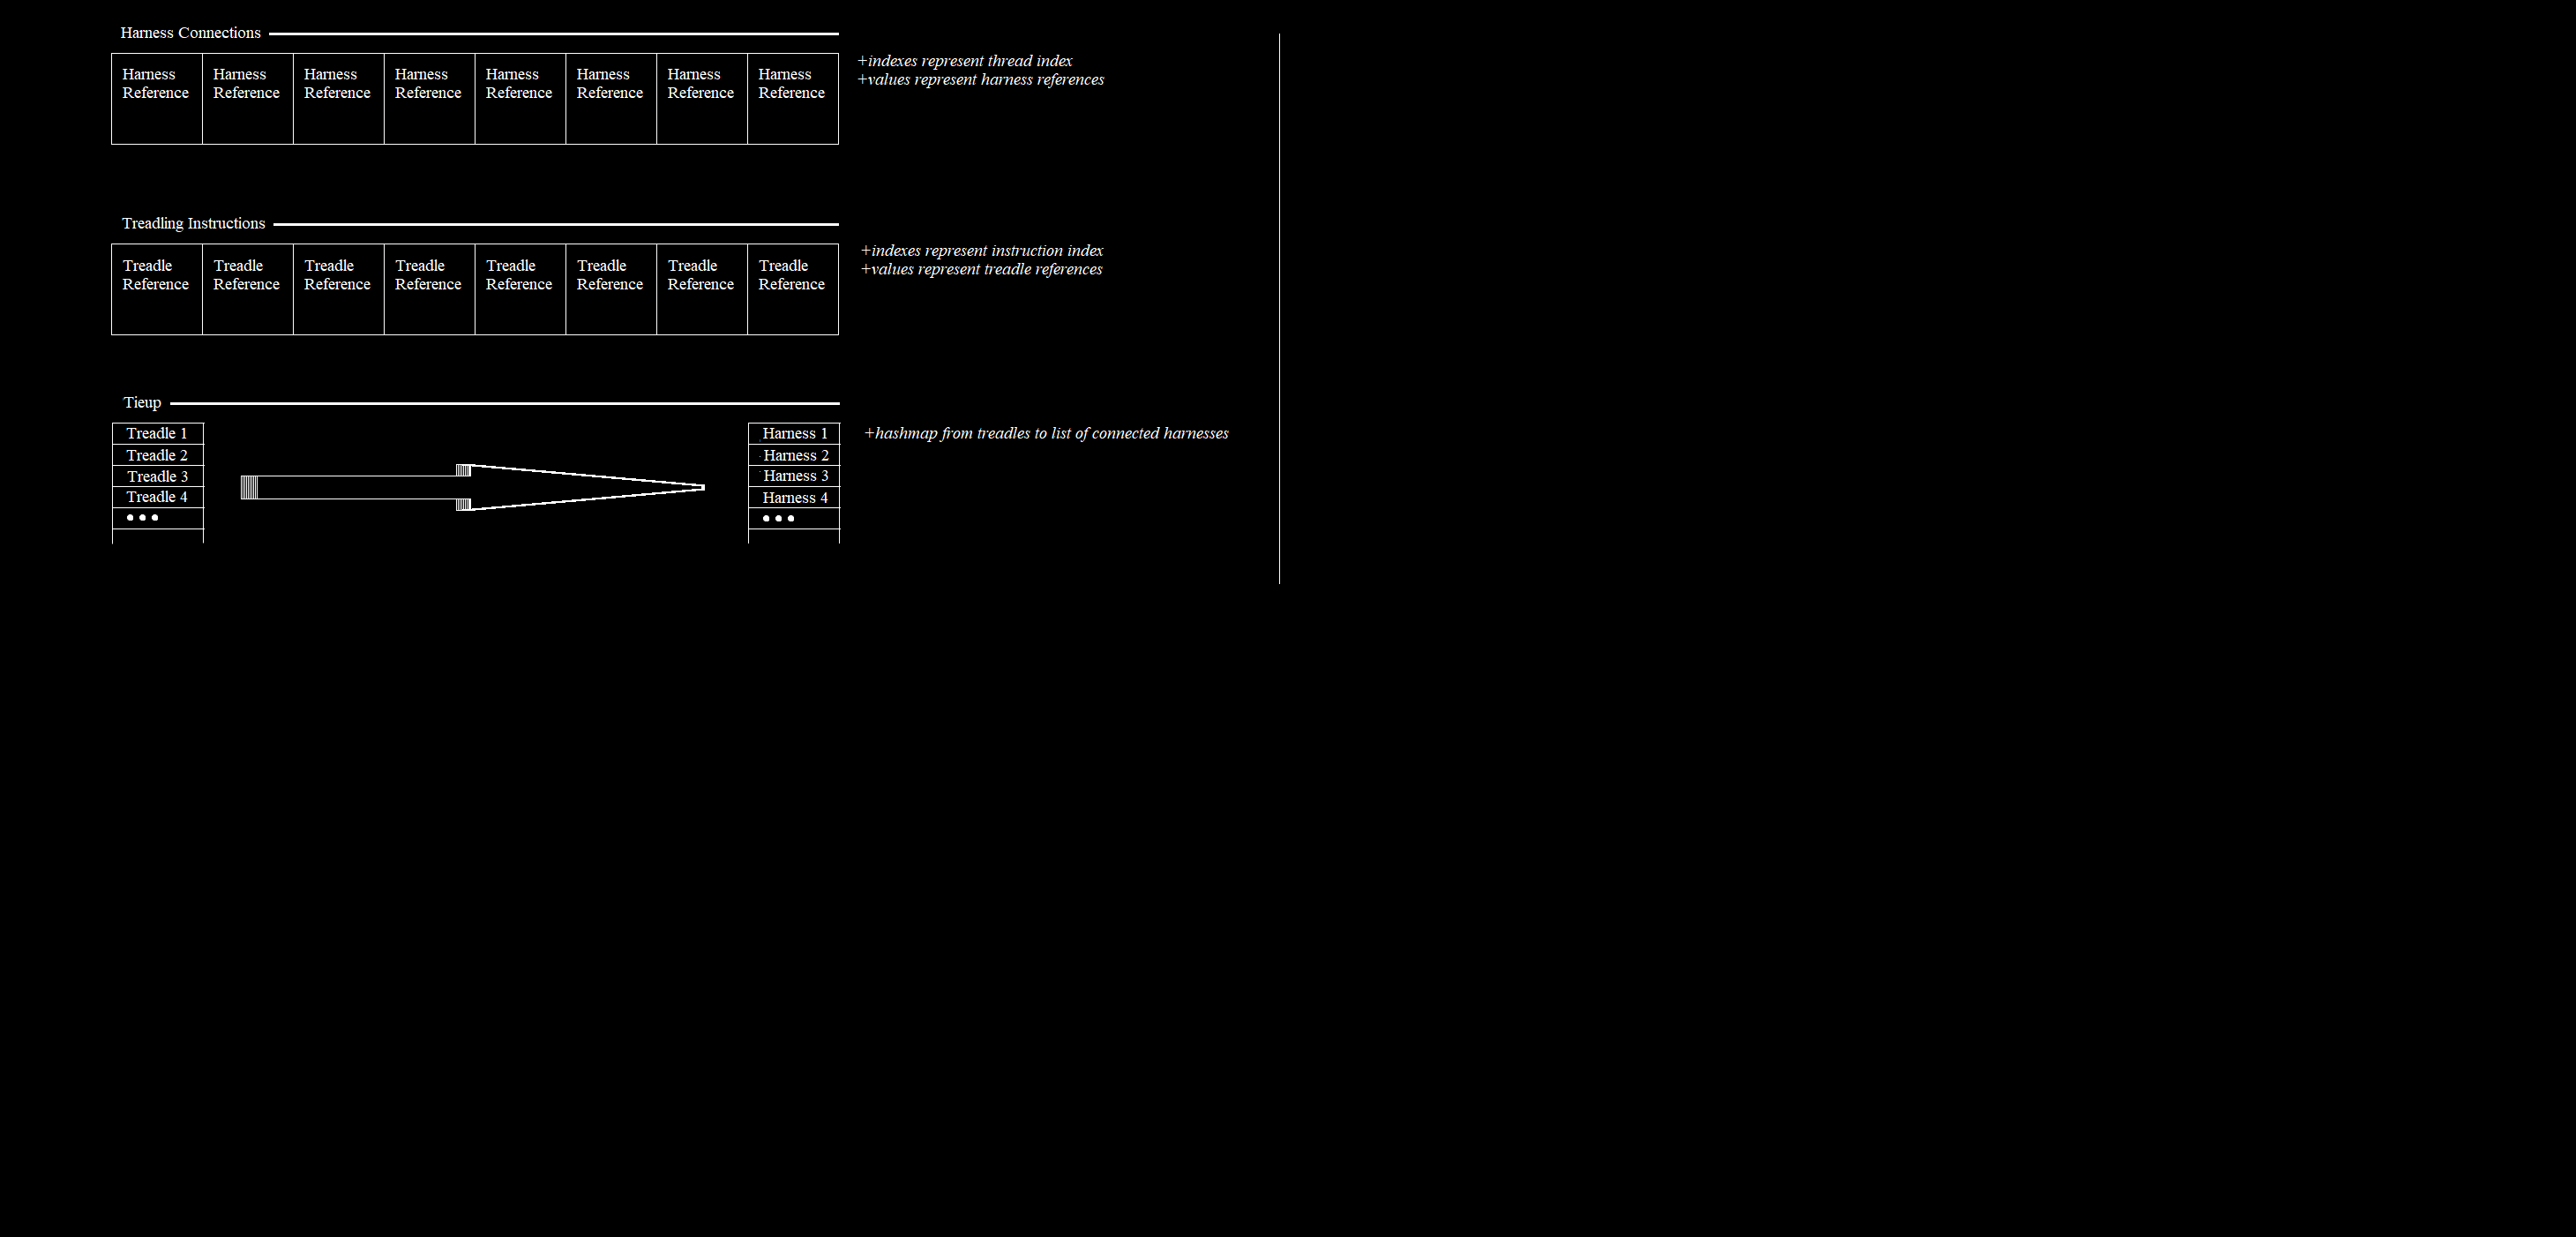 Harness Connections
Harness Harness Harness Harness Harness Harness Harness Harness
Reference Reference Reference Reference Reference Reference Reference Reference
+indexes represent thread index
+values represent harness references
Treadling Instructions
Treadle Treadle Treadle Treadle Treadle Treadle Treadle Treadle
Reference Reference Reference Reference Reference Reference Reference Reference
+indexes represent instruction index
+values represent treadle references
Tieup
Treadle 1
Treadle 2
Treadle 3
Treadle 4
Harness 1
Harness 2
Harness 3
Harness 4
+hashmap from treadles to list of connected harnesses